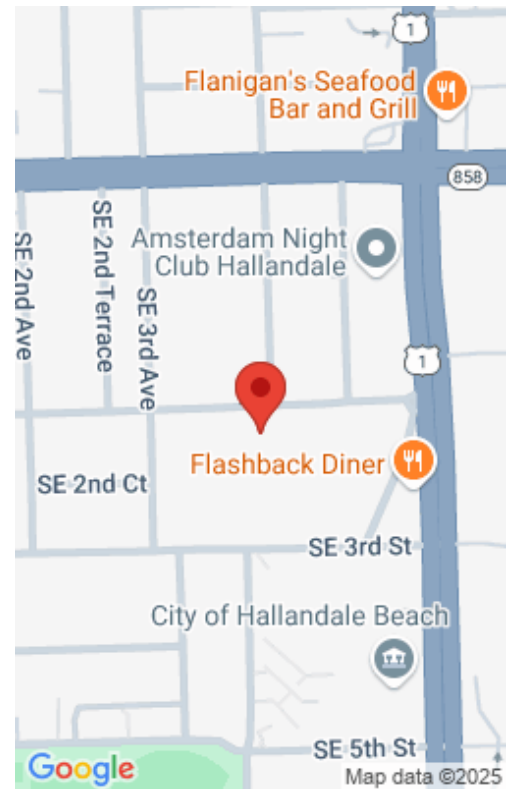 1
Flanigan's Seafood
Bar and Grill
858
SE 2nd Ave
SE 2nd Terrace
SE 3rd Ave
Amsterdam Night
Club Hallandale
1
Flashback Diner
SE 2nd Ct
SE 3rd St
City of Hallandale Beach
SE 5th St
Google
Map data ©2025